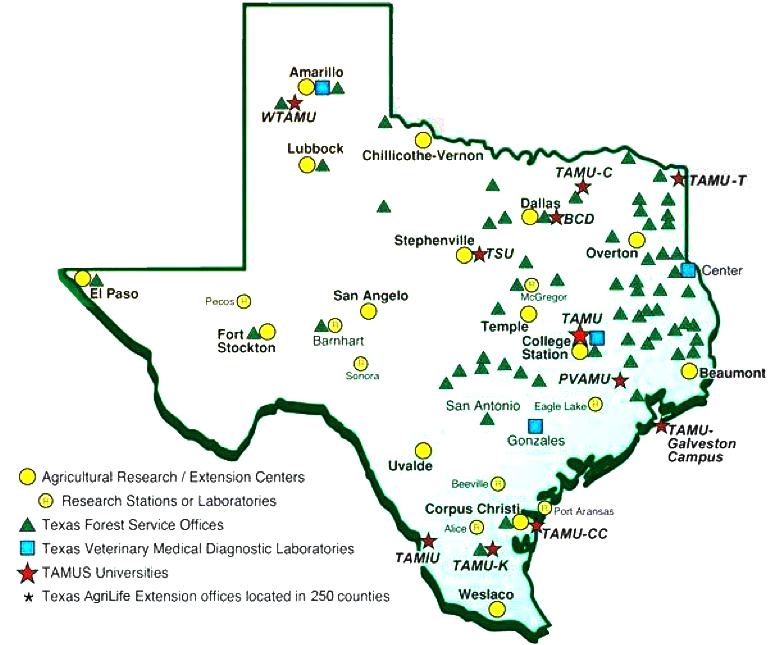 Amarillo
WTAMU
Lubbock
Chillicothe-Vernon
TAMU-C
TAMU-T
Dallas
BCD
Stephenville
TSU
Overton
Center
El Paso
Pecos
R
San Angelo
R
McGregor
Fort
Stockton
Barnhart
R
Temple
TAMU
College
Station
Sonora
R
PVAMU
Beaumont
San Antonio
Eagle Lake
R
Gonzales
TAMU-
Galveston
Campus
Uvalde
Beeville
R
Corpus Christi
R
Port Aransas
Alice
R
TAMU-CC
TAMIU
TAMU-K
Weslaco
Agricultural Research / Extension Centers
R
Research Stations or Laboratories
Texas Forest Service Offices
Texas Veterinary Medical Diagnostic Laboratories
TAMUS Universities
* Texas AgriLife Extension offices located in 250 counties